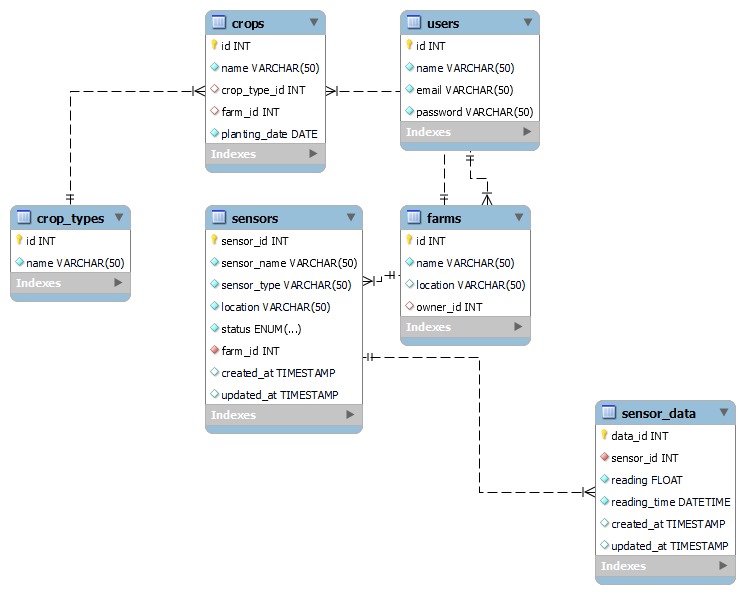 crops
id INT
name VARCHAR(50)
crop_type_id INT
farm_id INT
planting_date DATE
Indexes
users
id INT
name VARCHAR(50)
email VARCHAR(50)
password VARCHAR(50)
Indexes
crop_types
id INT
name VARCHAR(50)
Indexes
sensors
sensor_id INT
sensor_name VARCHAR(50)
sensor_type VARCHAR(50)
location VARCHAR(50)
status ENUM(...)
farm_id INT
created_at TIMESTAMP
updated_at TIMESTAMP
Indexes
farms
id INT
name VARCHAR(50)
location VARCHAR(50)
owner_id INT
Indexes
sensor_data
data_id INT
sensor_id INT
reading FLOAT
reading_time DATETIME
created_at TIMESTAMP
updated_at TIMESTAMP
Indexes